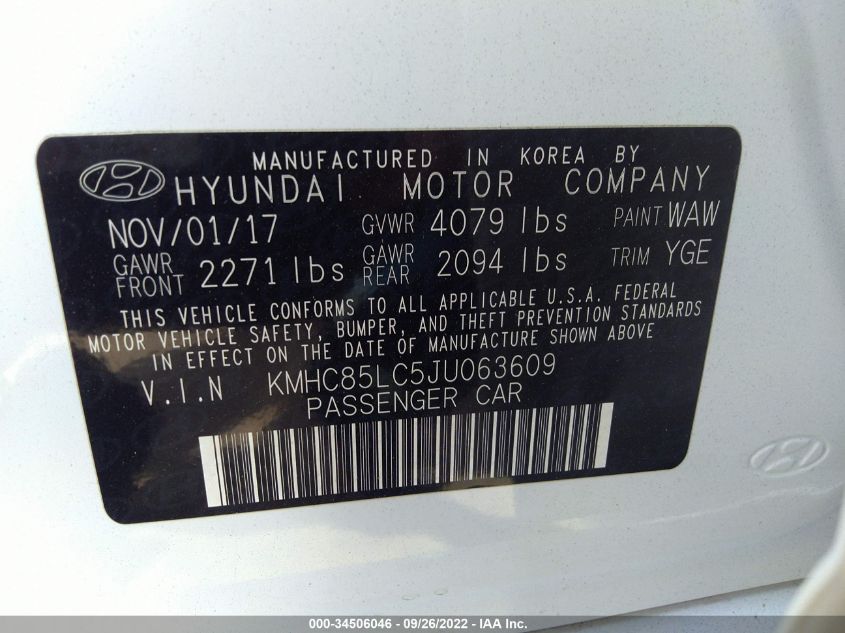 MANUFACTURED IN KOREA BY
HYUNDAI MOTOR COMPANY
NOV/01/17 GVWR 4079 lbs PAINT WAW
GAWR FRONT 2271 lbs GAWR REAR 2094 lbs TRIM YGE
THIS VEHICLE CONFORMS TO ALL APPLICABLE U.S.A. FEDERAL
MOTOR VEHICLE SAFETY, BUMPER, AND THEFT PREVENTION STANDARDS
IN EFFECT ON THE DATE OF MANUFACTURE SHOWN ABOVE
V.I.N KMHC85LC5JU063609
PASSENGER CAR
000-34506046 - 09/26/2022 - IAA Inc.